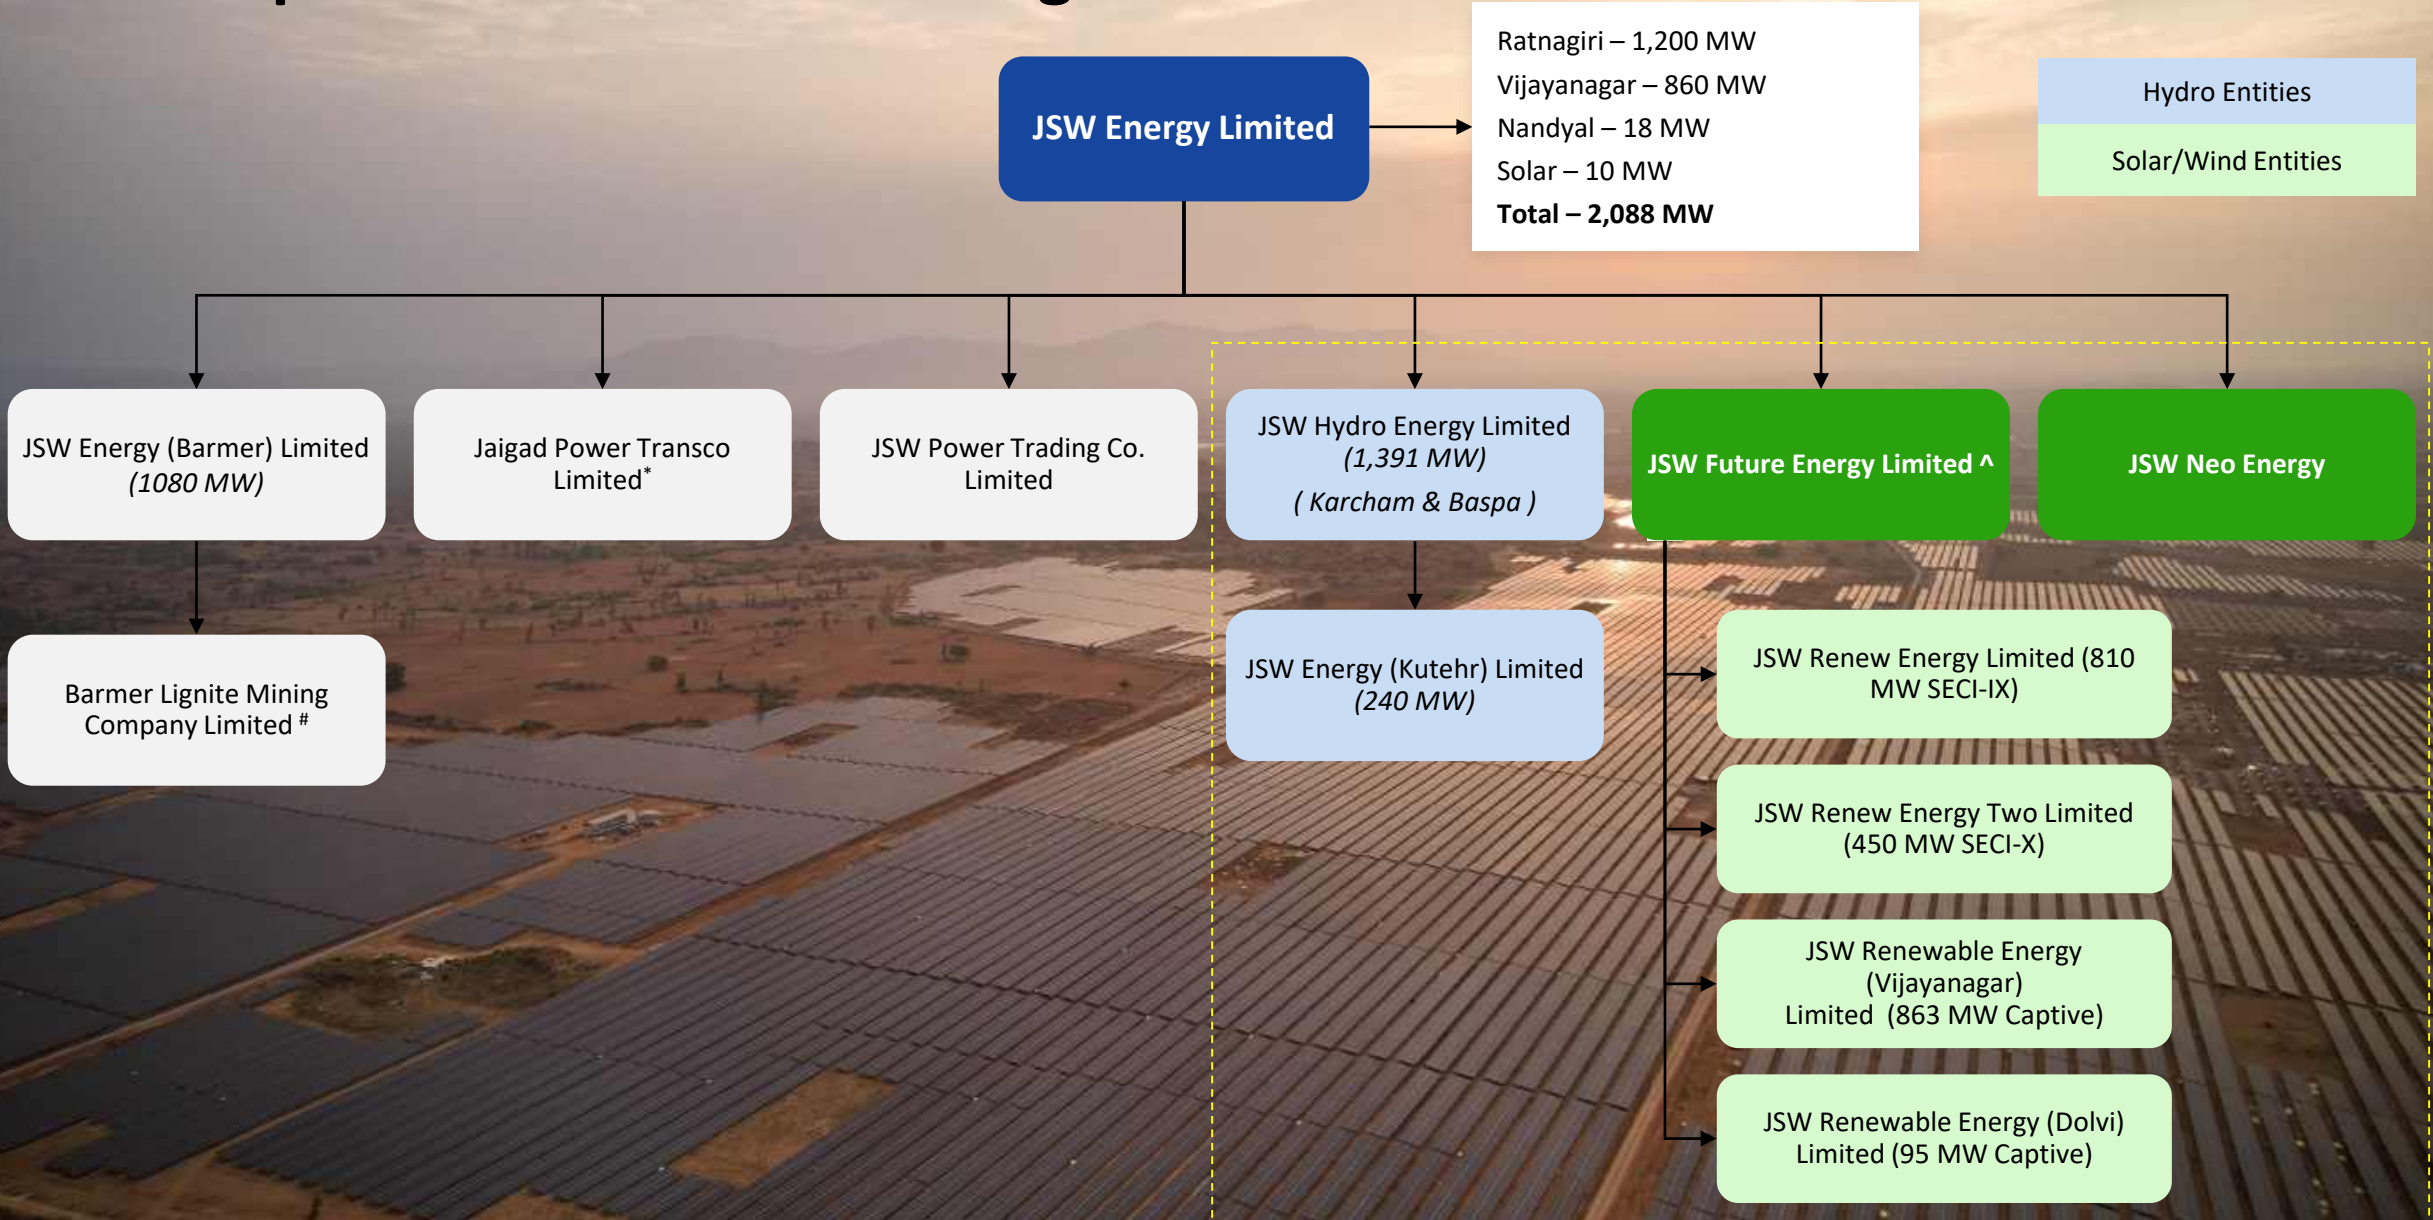 JSW Energy Limited
Ratnagiri – 1,200 MW
Vijayanagar – 860 MW
Nandyal – 18 MW
Solar – 10 MW
Total – 2,088 MW
Hydro Entities
Solar/Wind Entities
JSW Energy (Barmer) Limited
(1080 MW)
Jaigad Power Transco
Limited*
JSW Power Trading Co.
Limited
JSW Hydro Energy Limited
(1,391 MW)
( Karcham & Baspa )
JSW Future Energy Limited ^
JSW Neo Energy
Barmer Lignite Mining
Company Limited #
JSW Energy (Kutehr) Limited
(240 MW)
JSW Renew Energy Limited (810
MW SECI-IX)
JSW Renew Energy Two Limited
(450 MW SECI-X)
JSW Renewable Energy
(Vijayanagar)
Limited  (863 MW Captive)
JSW Renewable Energy (Dolvi)
Limited (95 MW Captive)